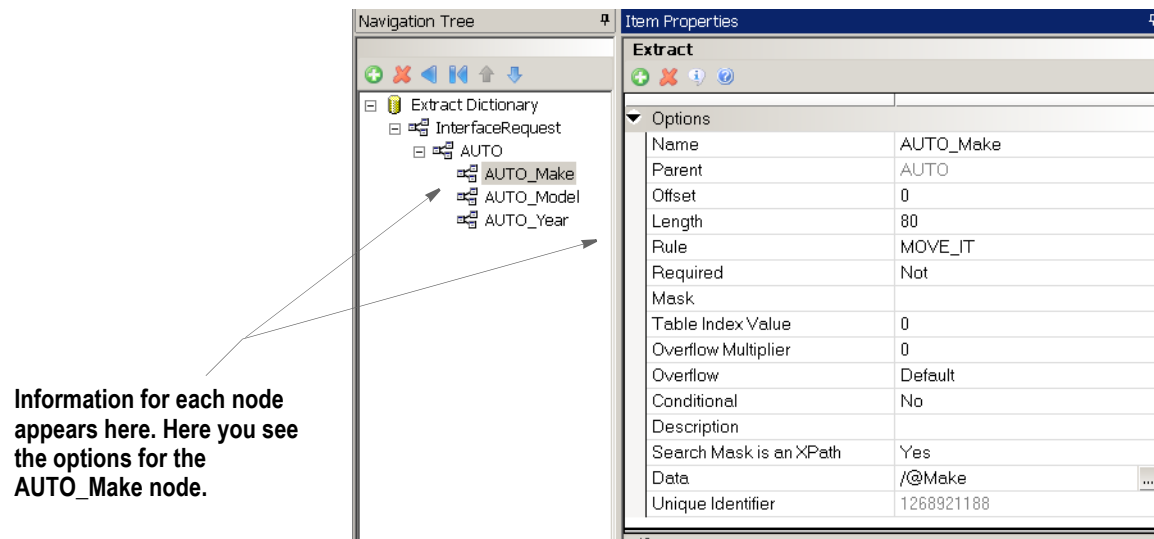 Navigation Tree
Item Properties
Extract
Extract Dictionary
InterfaceRequest
AUTO
AUTO_Make
AUTO_Model
AUTO_Year
Options
Name AUTO_Make
Parent AUTO
Offset 0
Length 80
Rule MOVE_IT
Required Not
Mask
Table Index Value 0
Overflow Multiplier 0
Overflow Default
Conditional No
Description
Search Mask is an XPath Yes
Data /@Make ...
Unique Identifier 1268921188
Information for each node
appears here. Here you see
the options for the
AUTO_Make node.